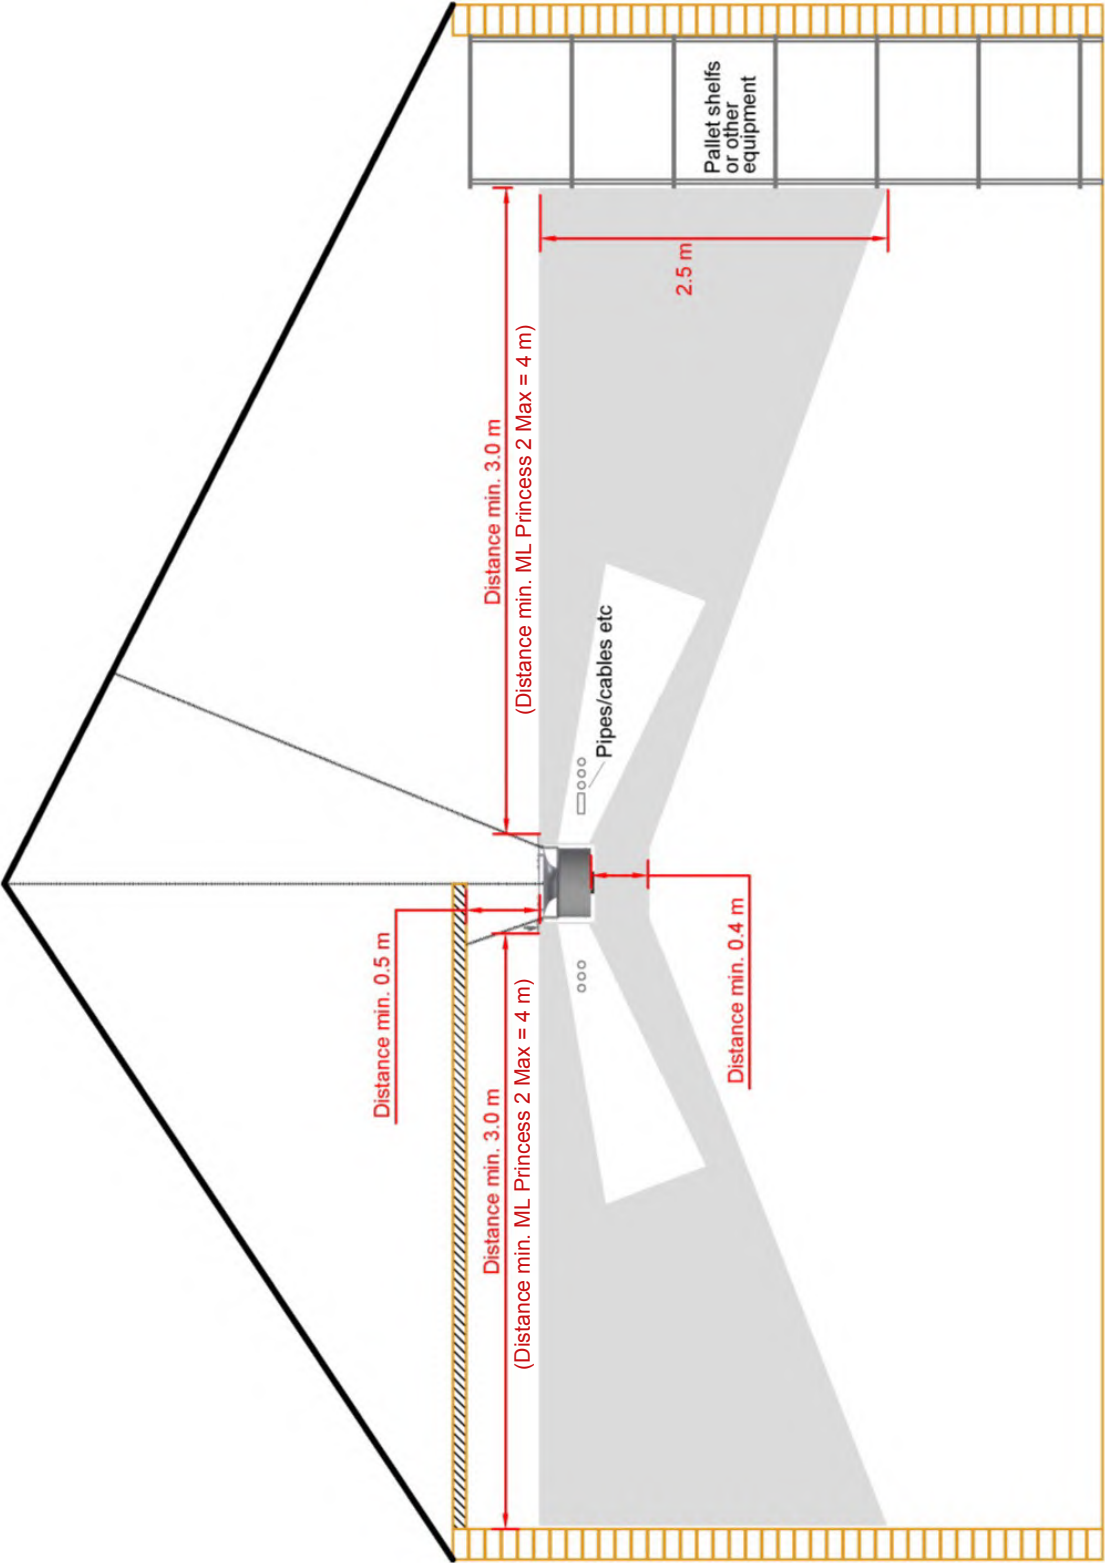 Distance min. 0.5 m
Distance min. 3.0 m
(Distance min. ML Princess 2 Max = 4 m)
Distance min. 3.0 m
(Distance min. ML Princess 2 Max = 4 m)
Pipes/cables etc
2.5 m
Pallet shelfs
or other
equipment
Distance min. 0.4 m